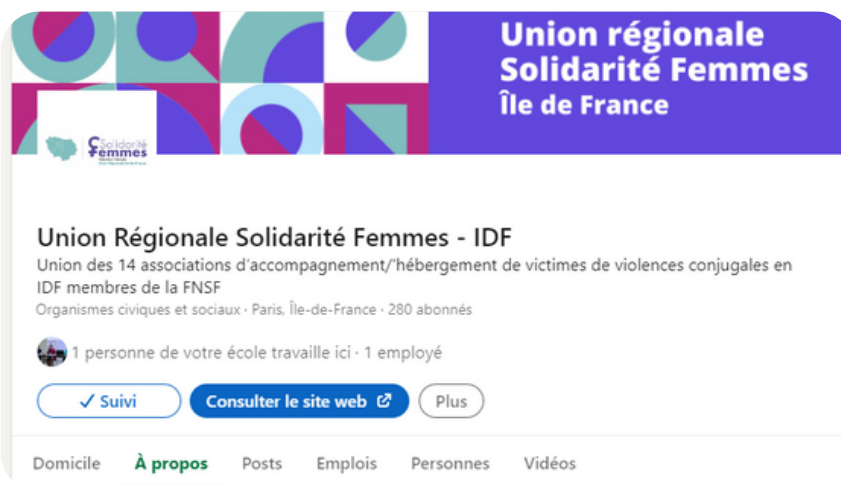 Union régionale
Solidarité Femmes
Île de France
Solidarité
Femmes
Union Régionale Solidarité Femmes - IDF
Union des 14 associations d'accompagnement/'hébergement de victimes de violences conjugales en
IDF membres de la FNSF
Organismes civiques et sociaux · Paris, Île-de-France · 280 abonnés
1 personne de votre école travaille ici · 1 employé
Suivi
Consulter le site web
Plus
Domicile À propos Posts Emplois Personnes Vidéos